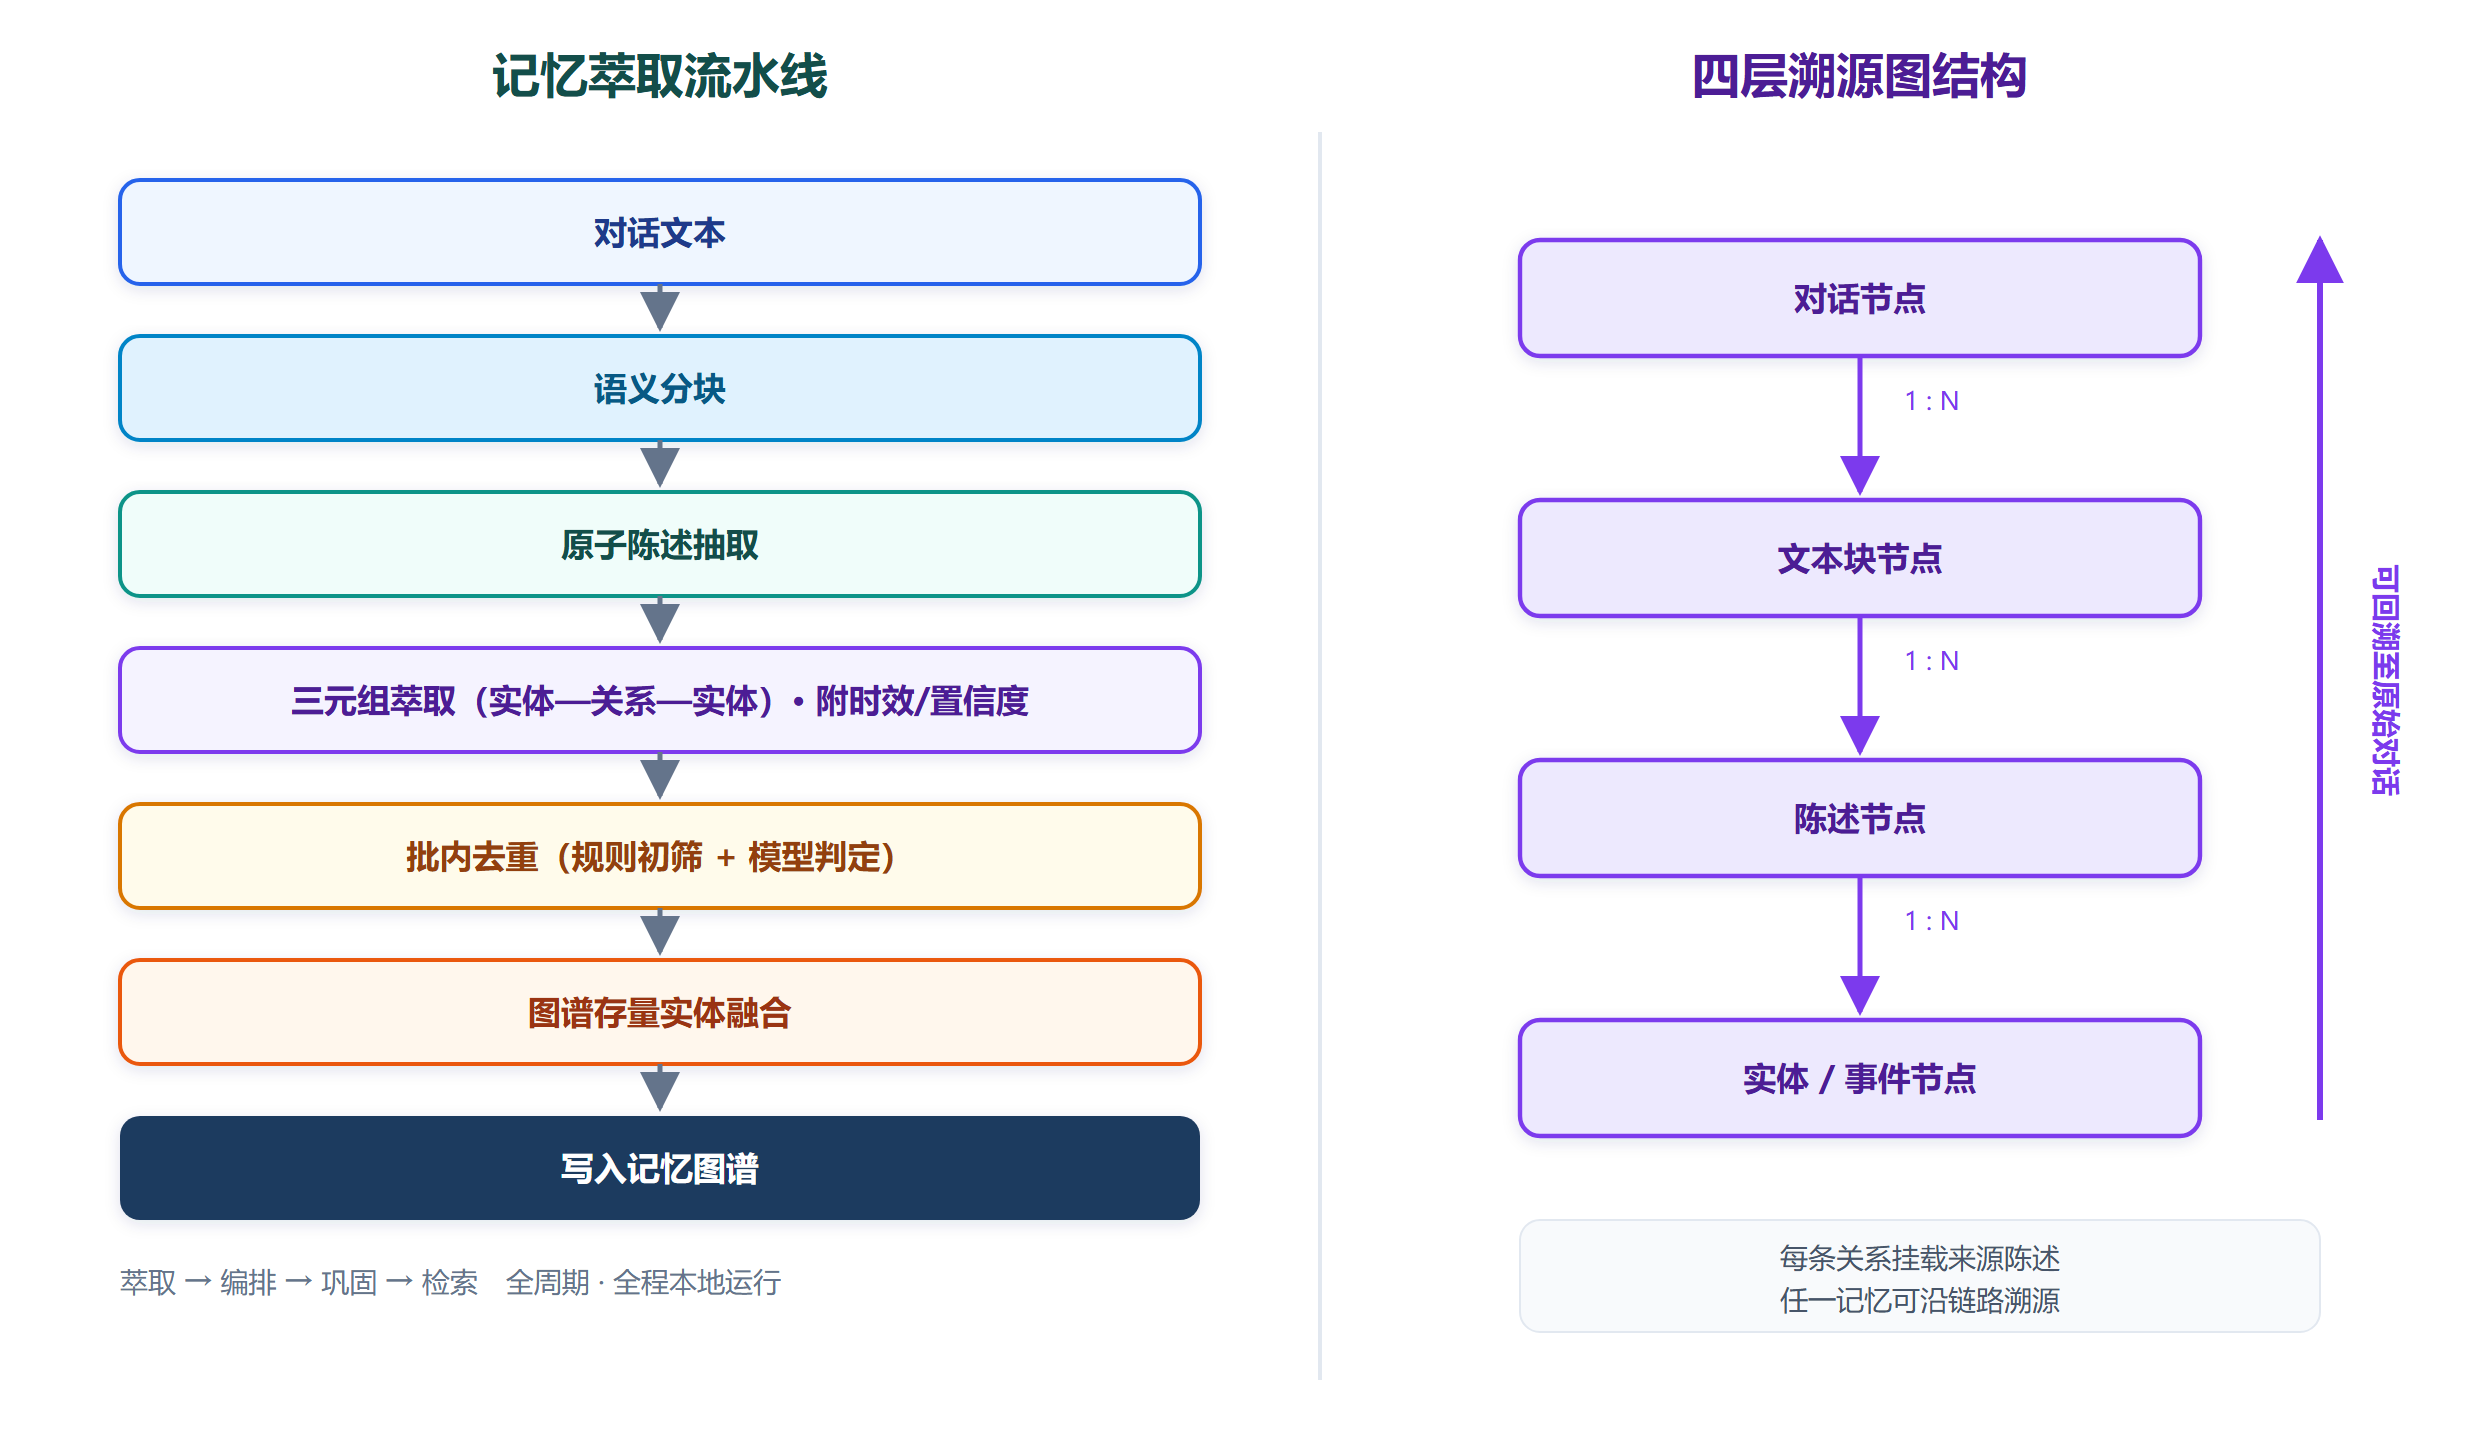 记忆萃取流水线
对话文本
语义分块
原子陈述抽取
三元组萃取（实体—关系—实体）· 附时效/置信度
批内去重（规则初筛 + 模型判定）
图谱存量实体融合
写入记忆图谱
萃取 → 编排 → 巩固 → 检索　全周期 · 全程本地运行
四层溯源图结构
对话节点
1 : N
文本块节点
1 : N
陈述节点
1 : N
实体 / 事件节点
可回溯至原始对话
每条关系挂载来源陈述
任一记忆可沿链路溯源